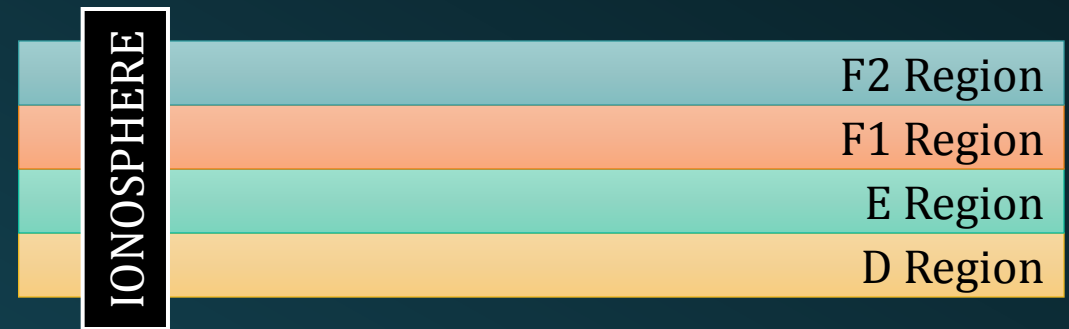 IONOSPHERE
F2 Region
F1 Region
E Region
D Region